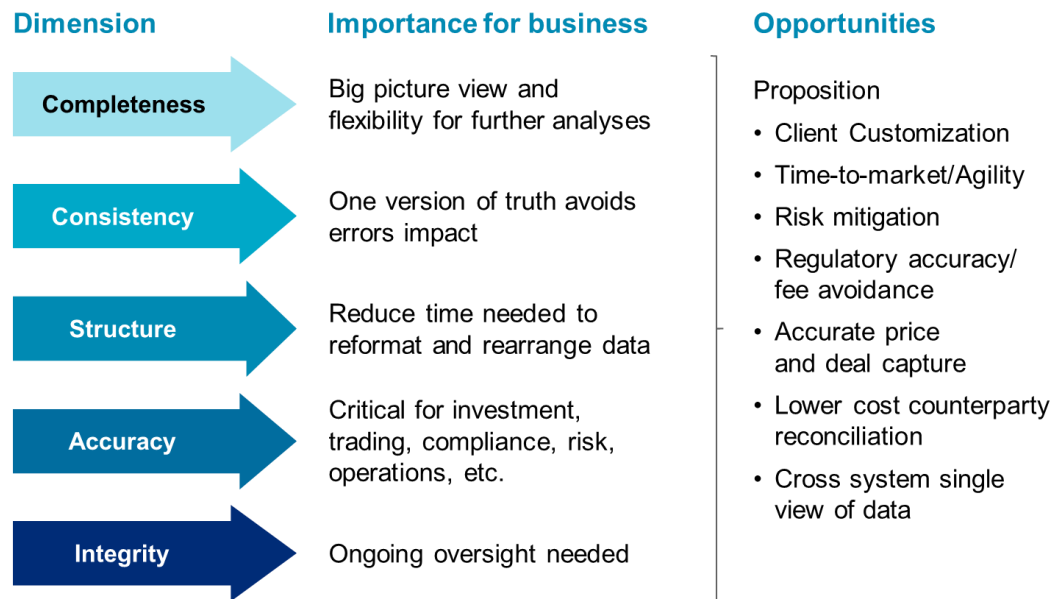 Dimension
Importance for business
Opportunities
Completeness
Big picture view and
flexibility for further analyses
Consistency
One version of truth avoids
errors impact
Structure
Reduce time needed to
reformat and rearrange data
Accuracy
Critical for investment,
trading, compliance, risk,
operations, etc.
Integrity
Ongoing oversight needed
Proposition
• Client Customization
• Time-to-market/Agility
• Risk mitigation
• Regulatory accuracy/
fee avoidance
• Accurate price
and deal capture
• Lower cost counterparty
reconciliation
• Cross system single
view of data